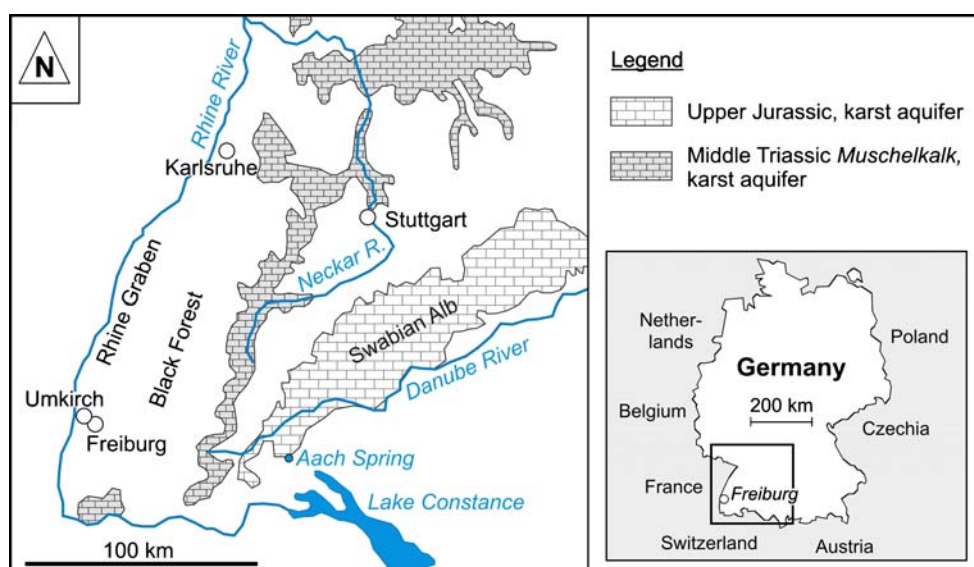 N
Rhine River
Karlsruhe
Stuttgart
Neckar R.
Rhine Graben
Black Forest
Swabian Alb
Danube River
Umkirch
Freiburg
Aach Spring
Lake Constance
100 km
Legend
Upper Jurassic, karst aquifer
Middle Triassic Muschelkalk,
karst aquifer
Nether-
lands
Poland
Germany
200 km
Belgium
Czechia
France
Freiburg
Switzerland
Austria